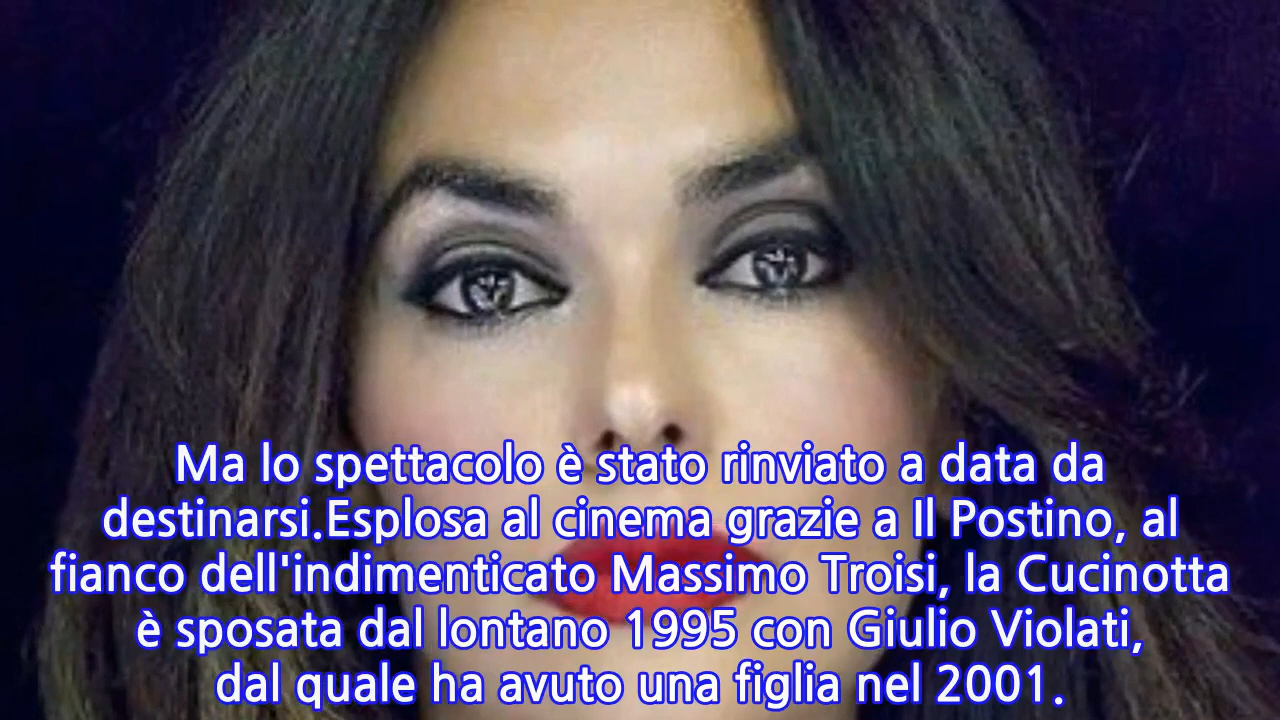 Ma lo spettacolo è stato rinviato a data da
destinarsi.Esplosa al cinema grazie a Il Postino, al
fianco dell'indimenticato Massimo Troisi, la Cucinotta
è sposata dal lontano 1995 con Giulio Violati,
dal quale ha avuto una figlia nel 2001.